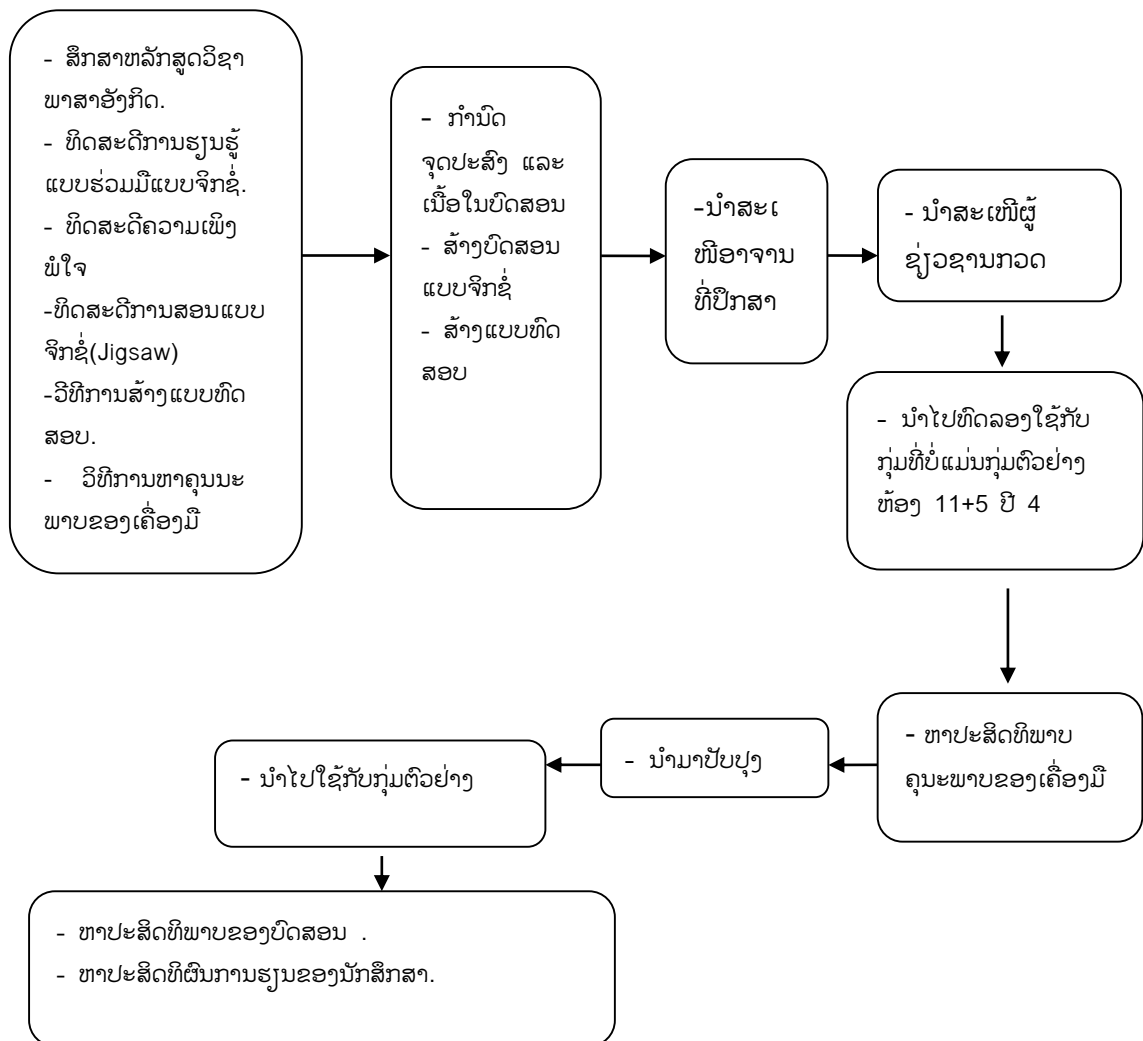 - ສຶກສາຫລັກສູດວິຊາ
ພາສາອັງກິດ.
- ທິດສະດີການຮຽນຮູ້
ແບບຮ່ວມມືແບບຈິກຊໍ່.
- ທິດສະດີຄວາມເພິງ
ພໍໃຈ
-ທິດສະດີການສອນແບບ
ຈິກຊໍ່(Jigsaw)
-ວິທີການສ້າງແບບທົດ
ສອບ.
- ວິທີການຫາຄຸນນະ
ພາບຂອງເຄື່ອງມື
- ກຳນົດ
ຈຸດປະສົງ ແລະ
ເນື້ອໃນບົດສອນ
- ສ້າງບົດສອນ
ແບບຈິກຊໍ່
- ສ້າງແບບທົດ
ສອບ
-ນຳສະເ
ໜີອາຈານ
ທີ່ປຶກສາ
- ນຳສະເໜີຜູ້
ຊ່ຽວຊານກວດ
- ນຳໄປທົດລອງໃຊ້ກັບ
ກຸ່ມທີ່ບໍ່ແມ່ນກຸ່ມຕົວຢ່າງ
ຫ້ອງ 11+5 ປີ 4
- ຫາປະສິດທິພາບ
ຄຸນະພາບຂອງເຄື່ອງມື
- ນຳມາປັບປຸງ
- ນຳໄປໃຊ້ກັບກຸ່ມຕົວຢ່າງ
- ຫາປະສິດທິພາບຂອງບົດສອນ .
- ຫາປະສິດທິຜົນການຮຽນຂອງນັກສຶກສາ.